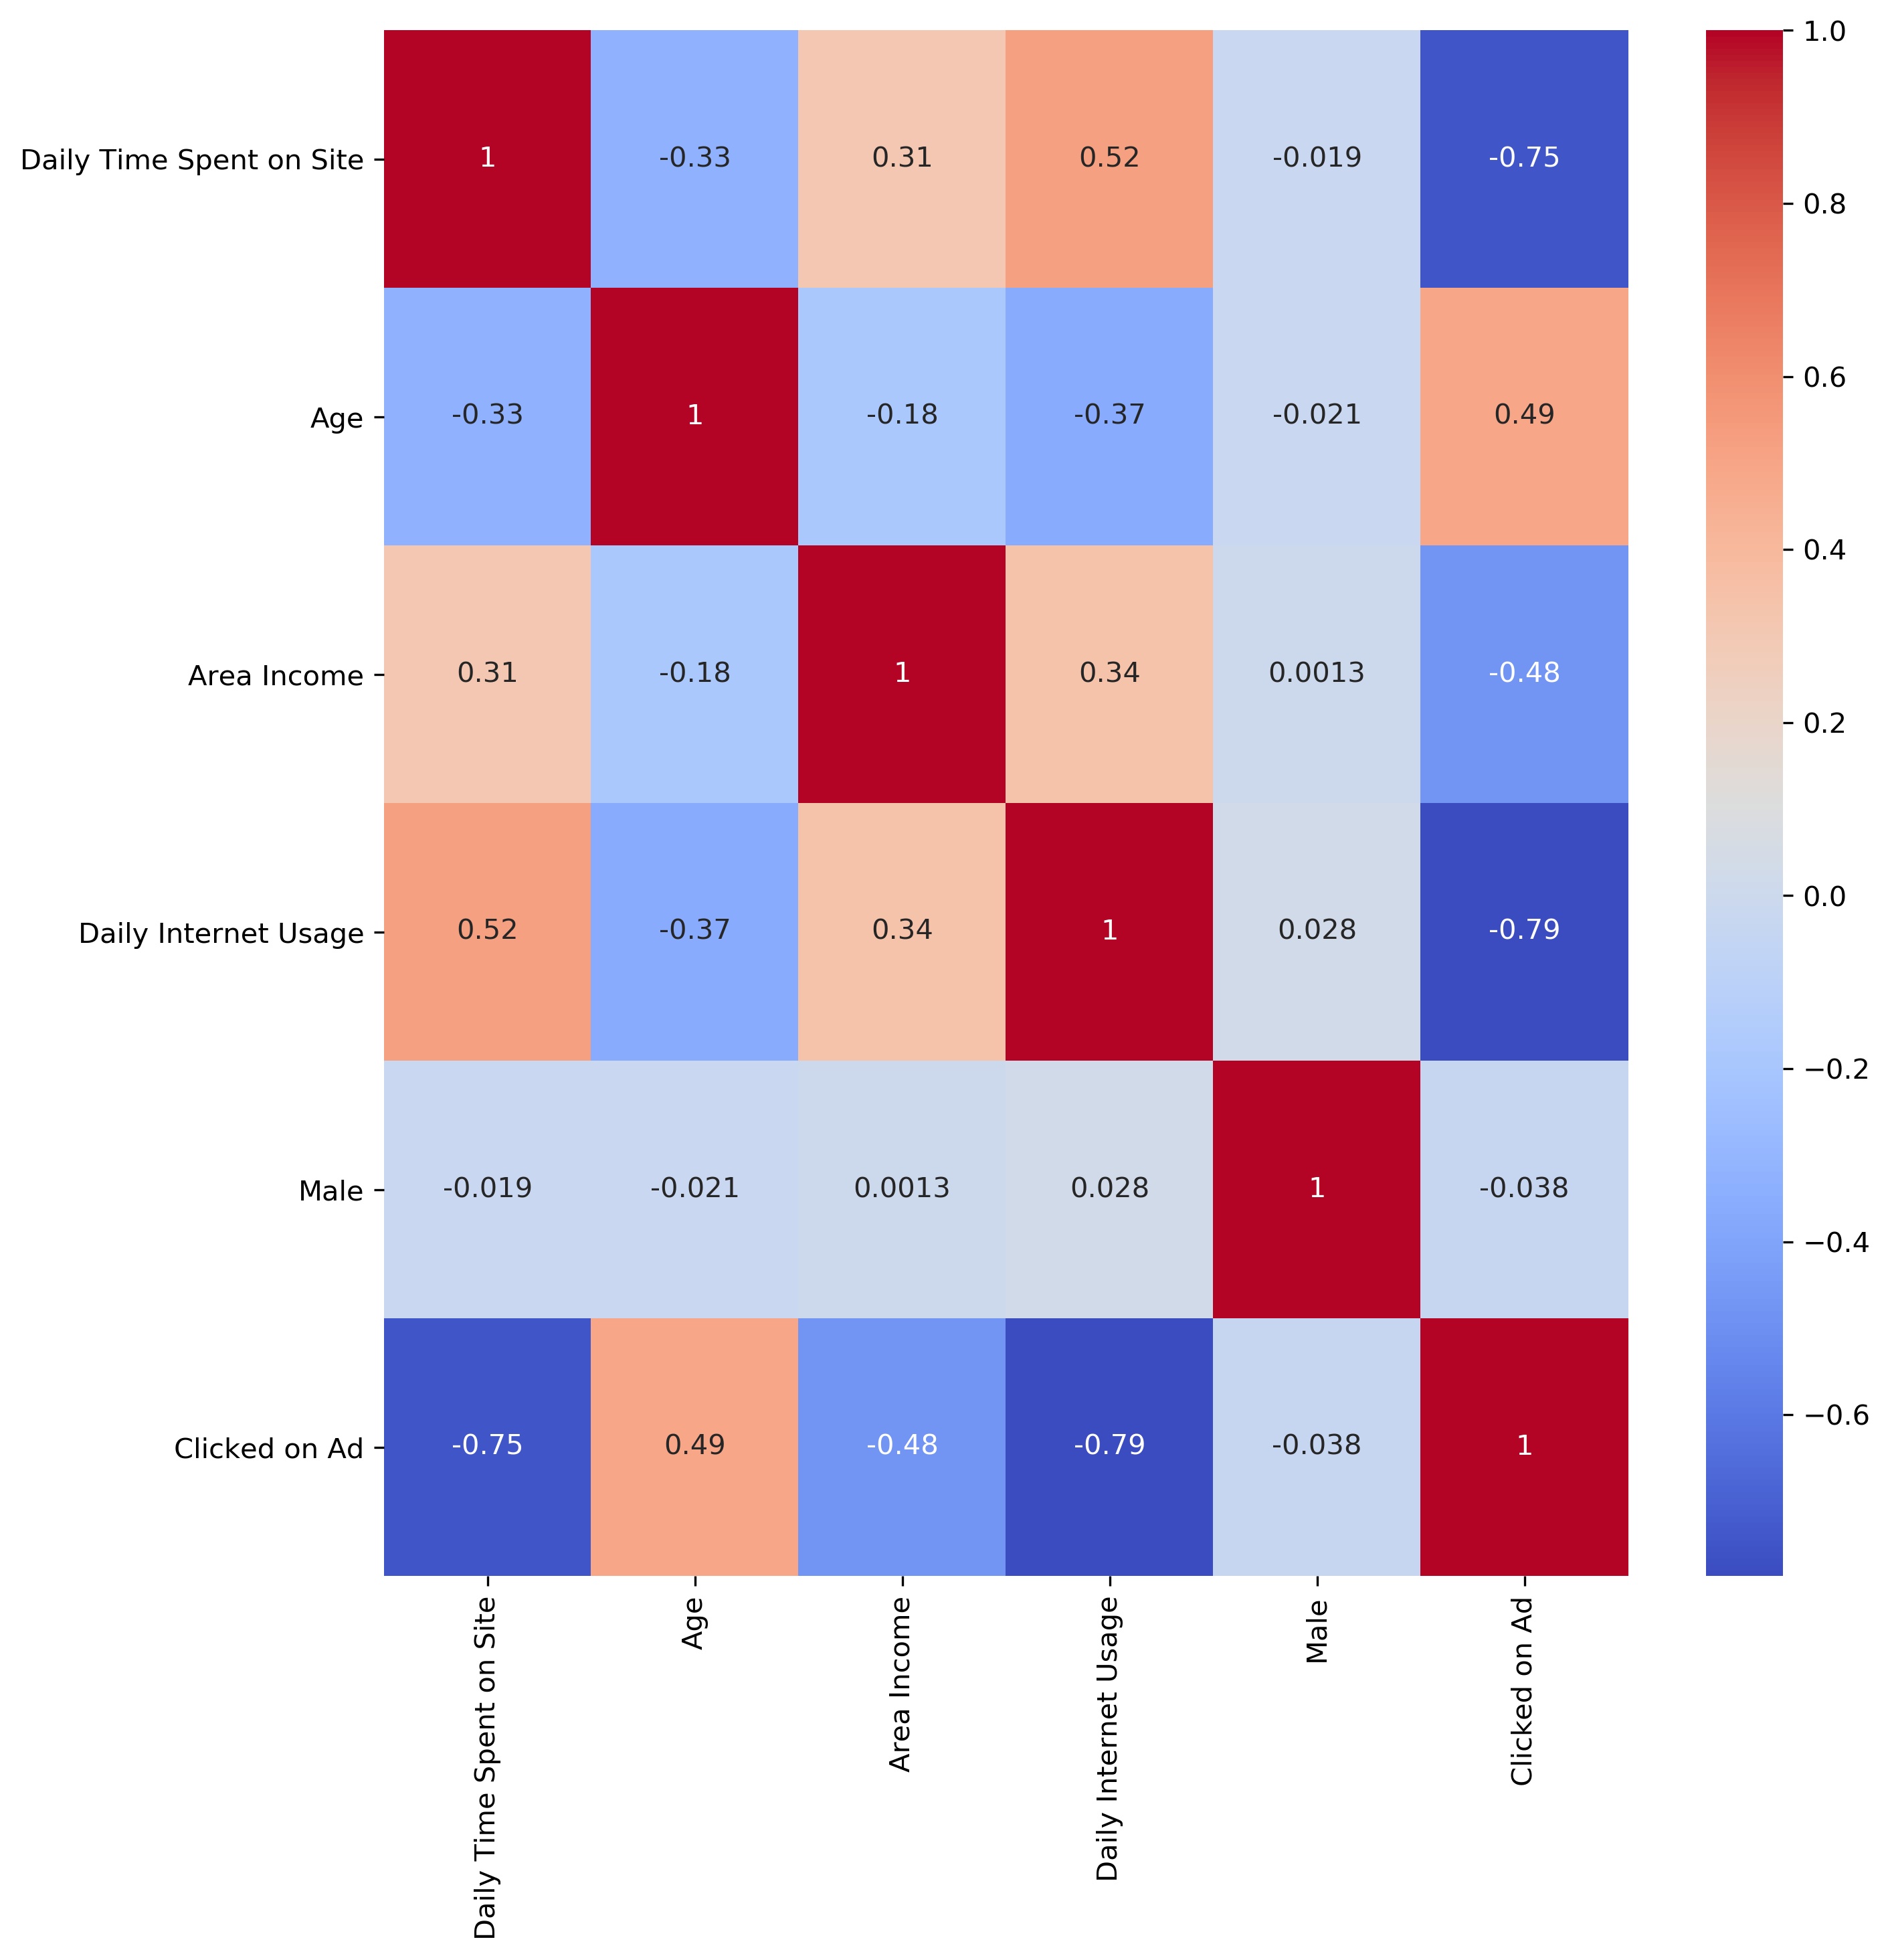 Daily Time Spent on Site 1 -0.33 0.31 0.52 -0.019 -0.75
Age -0.33 1 -0.18 -0.37 -0.021 0.49
Area Income 0.31 -0.18 1 0.34 0.0013 -0.48
Daily Internet Usage 0.52 -0.37 0.34 1 0.028 -0.79
Male -0.019 -0.021 0.0013 0.028 1 -0.038
Clicked on Ad -0.75 0.49 -0.48 -0.79 -0.038 1
Daily Time Spent on Site
Age
Area Income
Daily Internet Usage
Male
Clicked on Ad
1.0
0.8
0.6
0.4
0.2
0.0
−0.2
−0.4
−0.6